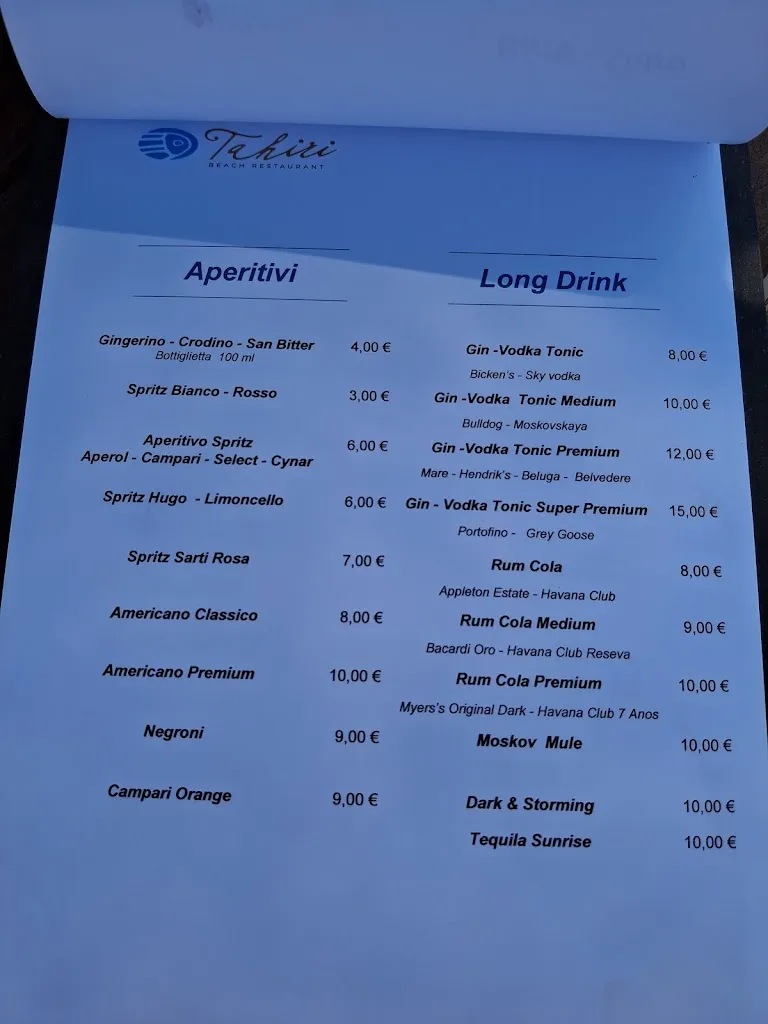 Tahiri
BEACH RESTAURANT
Aperitivi
Gingerino - Crodino - San Bitter 4,00 €
Bottiglietta 100 ml
Spritz Bianco - Rosso 3,00 €
Aperitivo Spritz 6,00 €
Aperol - Campari - Select - Cynar
Spritz Hugo - Limoncello 6,00 €
Spritz Sarti Rosa 7,00 €
Americano Classico 8,00 €
Americano Premium 10,00 €
Negroni 9,00 €
Campari Orange 9,00 €
Long Drink
Gin -Vodka Tonic 8,00 €
Bicken's - Sky vodka
Gin -Vodka Tonic Medium 10,00 €
Bulldog - Moskovskaya
Gin -Vodka Tonic Premium 12,00 €
Mare - Hendrik's - Beluga - Belvedere
Gin - Vodka Tonic Super Premium 15,00 €
Portofino - Grey Goose
Rum Cola 8,00 €
Appleton Estate - Havana Club
Rum Cola Medium 9,00 €
Bacardi Oro - Havana Club Reseva
Rum Cola Premium 10,00 €
Myers's Original Dark - Havana Club 7 Anos
Moskov Mule 10,00 €
Dark & Storming 10,00 €
Tequila Sunrise 10,00 €